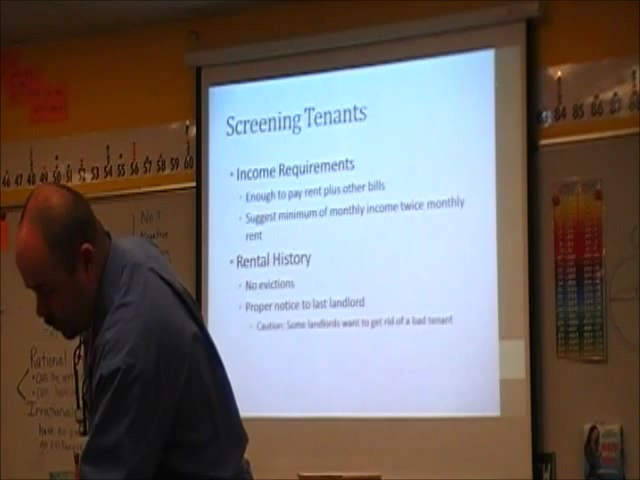 Screening Tenants
• Income Requirements
• Enough to pay rent plus other bills
• Suggest minimum of monthly income twice monthly
rent
• Rental History
• No evictions
• Proper notice to last landlord
• Caution: Some landlords want to get rid of a bad tenant
46 47 48 49 50 51 52 53 54 55 56 57 58 59 60
84 85 86 87
Rational
Irrational